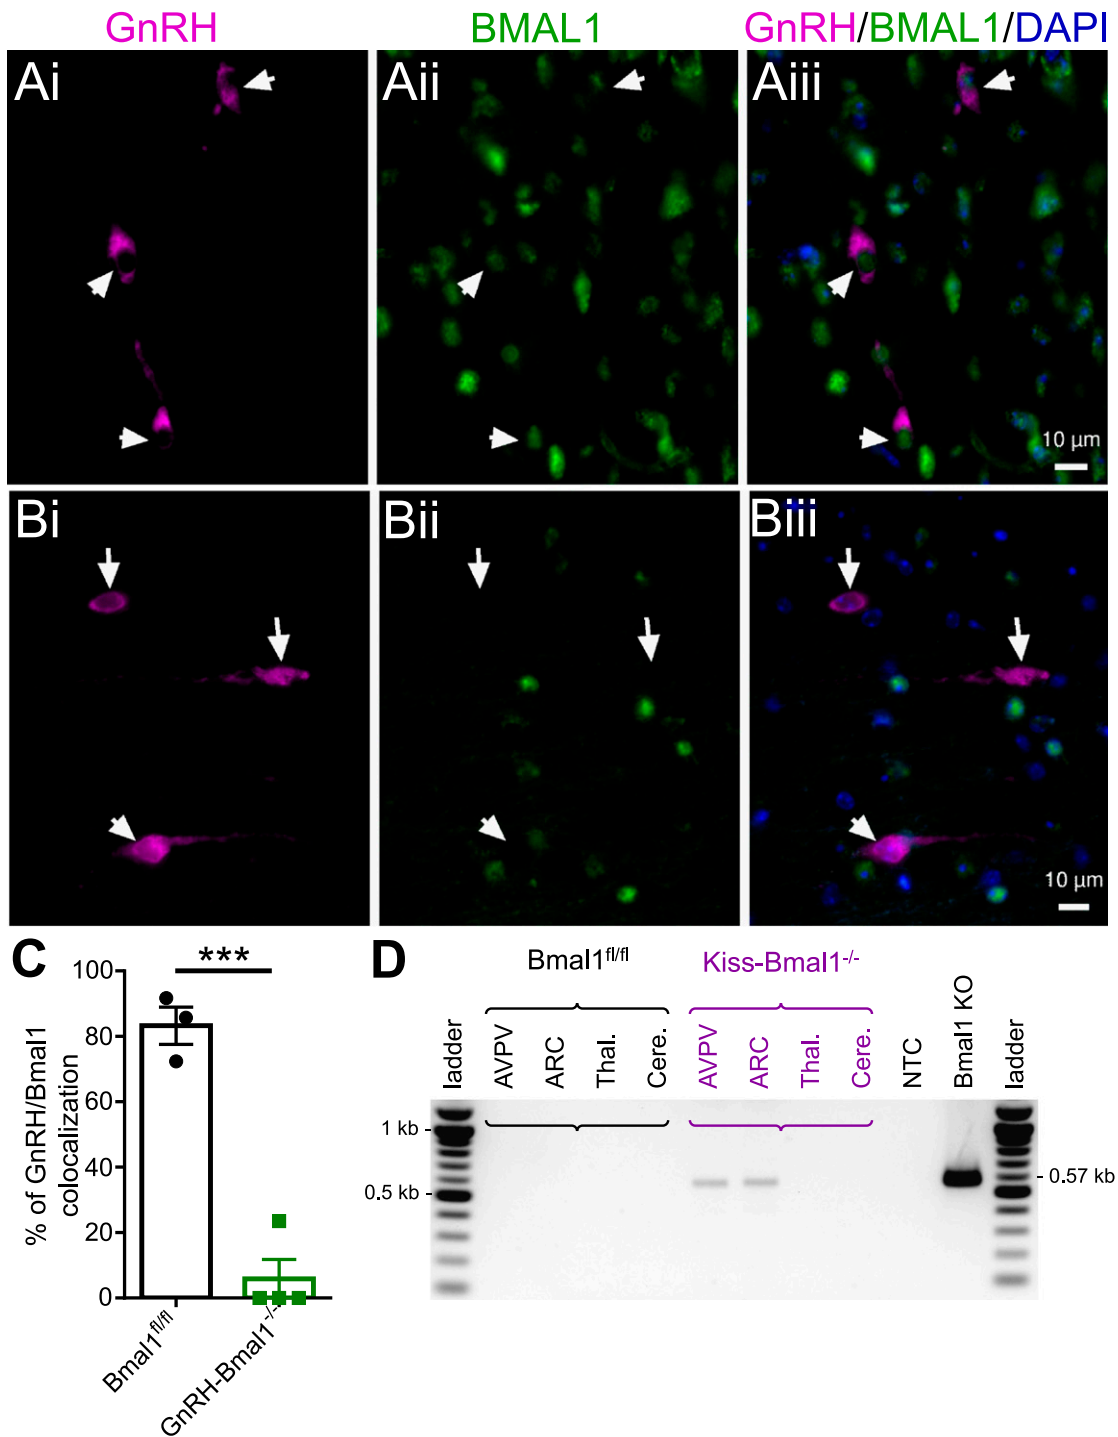 GnRH BMAL1 GnRH/BMAL1/DAPI
Ai Aii Aiii
10 µm
Bi Bii Biii
10 µm
C
***
% of GnRH/Bmal1
colocalization
100
80
60
40
20
0
Bmal1fl/fl
GnRH-Bmal1-/-
D
Bmal1fl/fl Kiss-Bmal1-/-
ladder AVPV ARC Thal. Cere. AVPV ARC Thal. Cere. NTC Bmal1 KO ladder
1 kb
0.5 kb
0.57 kb